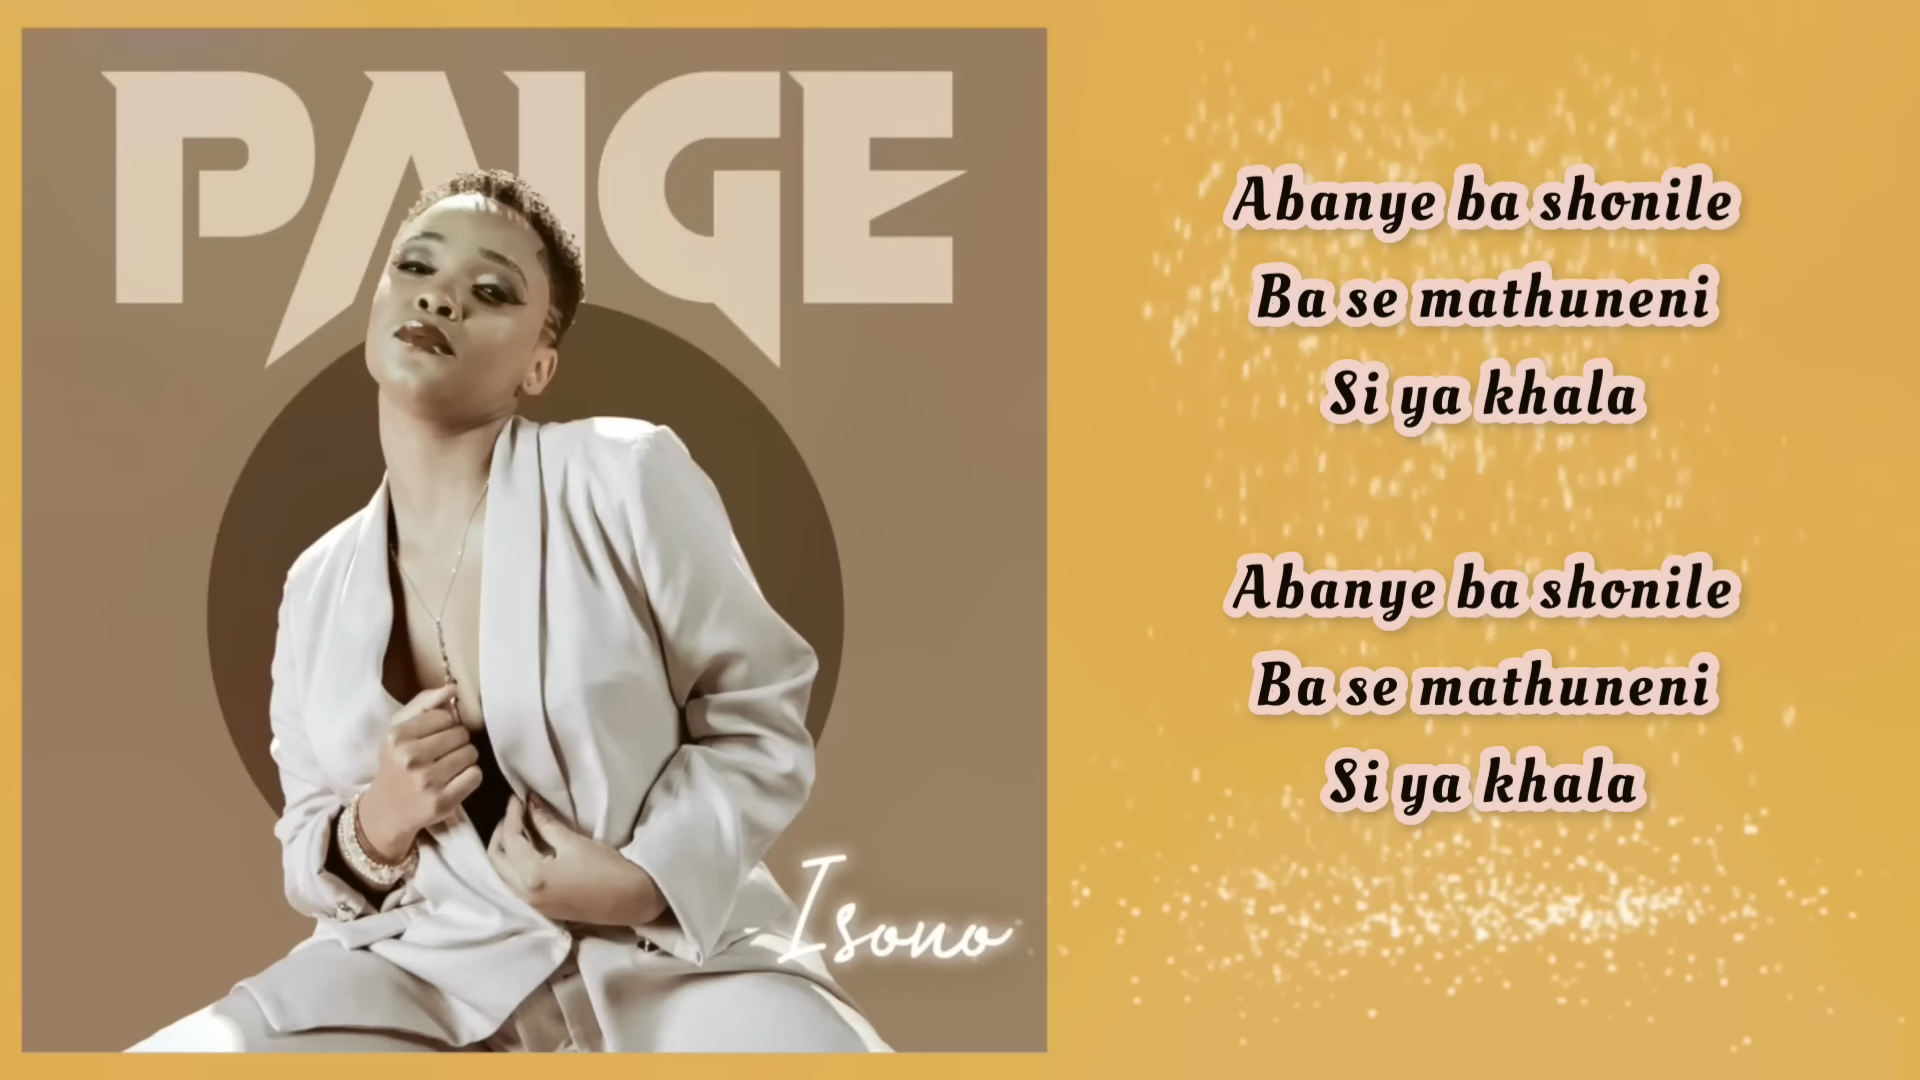 PAIGE
Isono
Abanye ba shonile
Ba se mathuneni
Si ya khala
Abanye ba shonile
Ba se mathuneni
Si ya khala